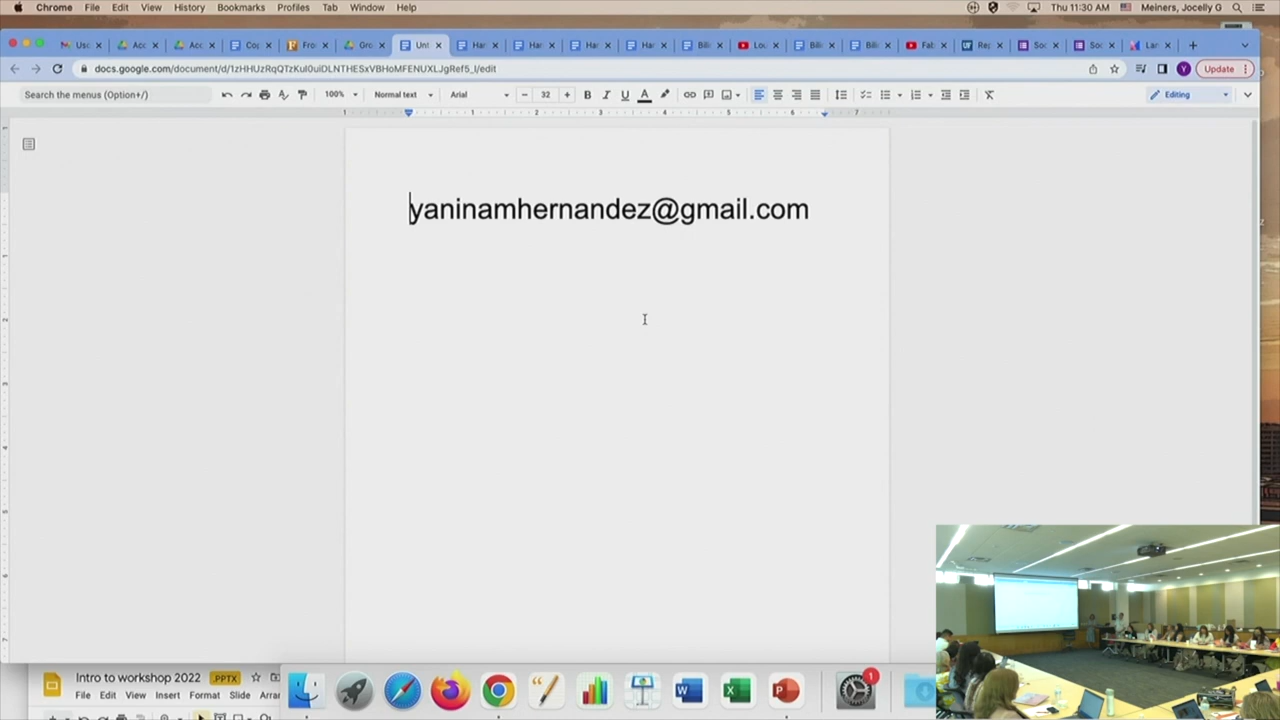 Chrome File Edit View History Bookmarks Profiles Tab Window Help
Thu 11:30 AM Meiners, Jocelly G
docs.google.com/document/d/1zHHUzRqQTzKuI0uiDLNTHESxVBHoMFENUXLJgRef5_I/edit
Update
Search the menus (Option+/)
100% Normal text Arial 32 Editing
yaninamhernandez@gmail.com
Intro to workshop 2022 .PPTX
File Edit View Insert Format Slide Arran